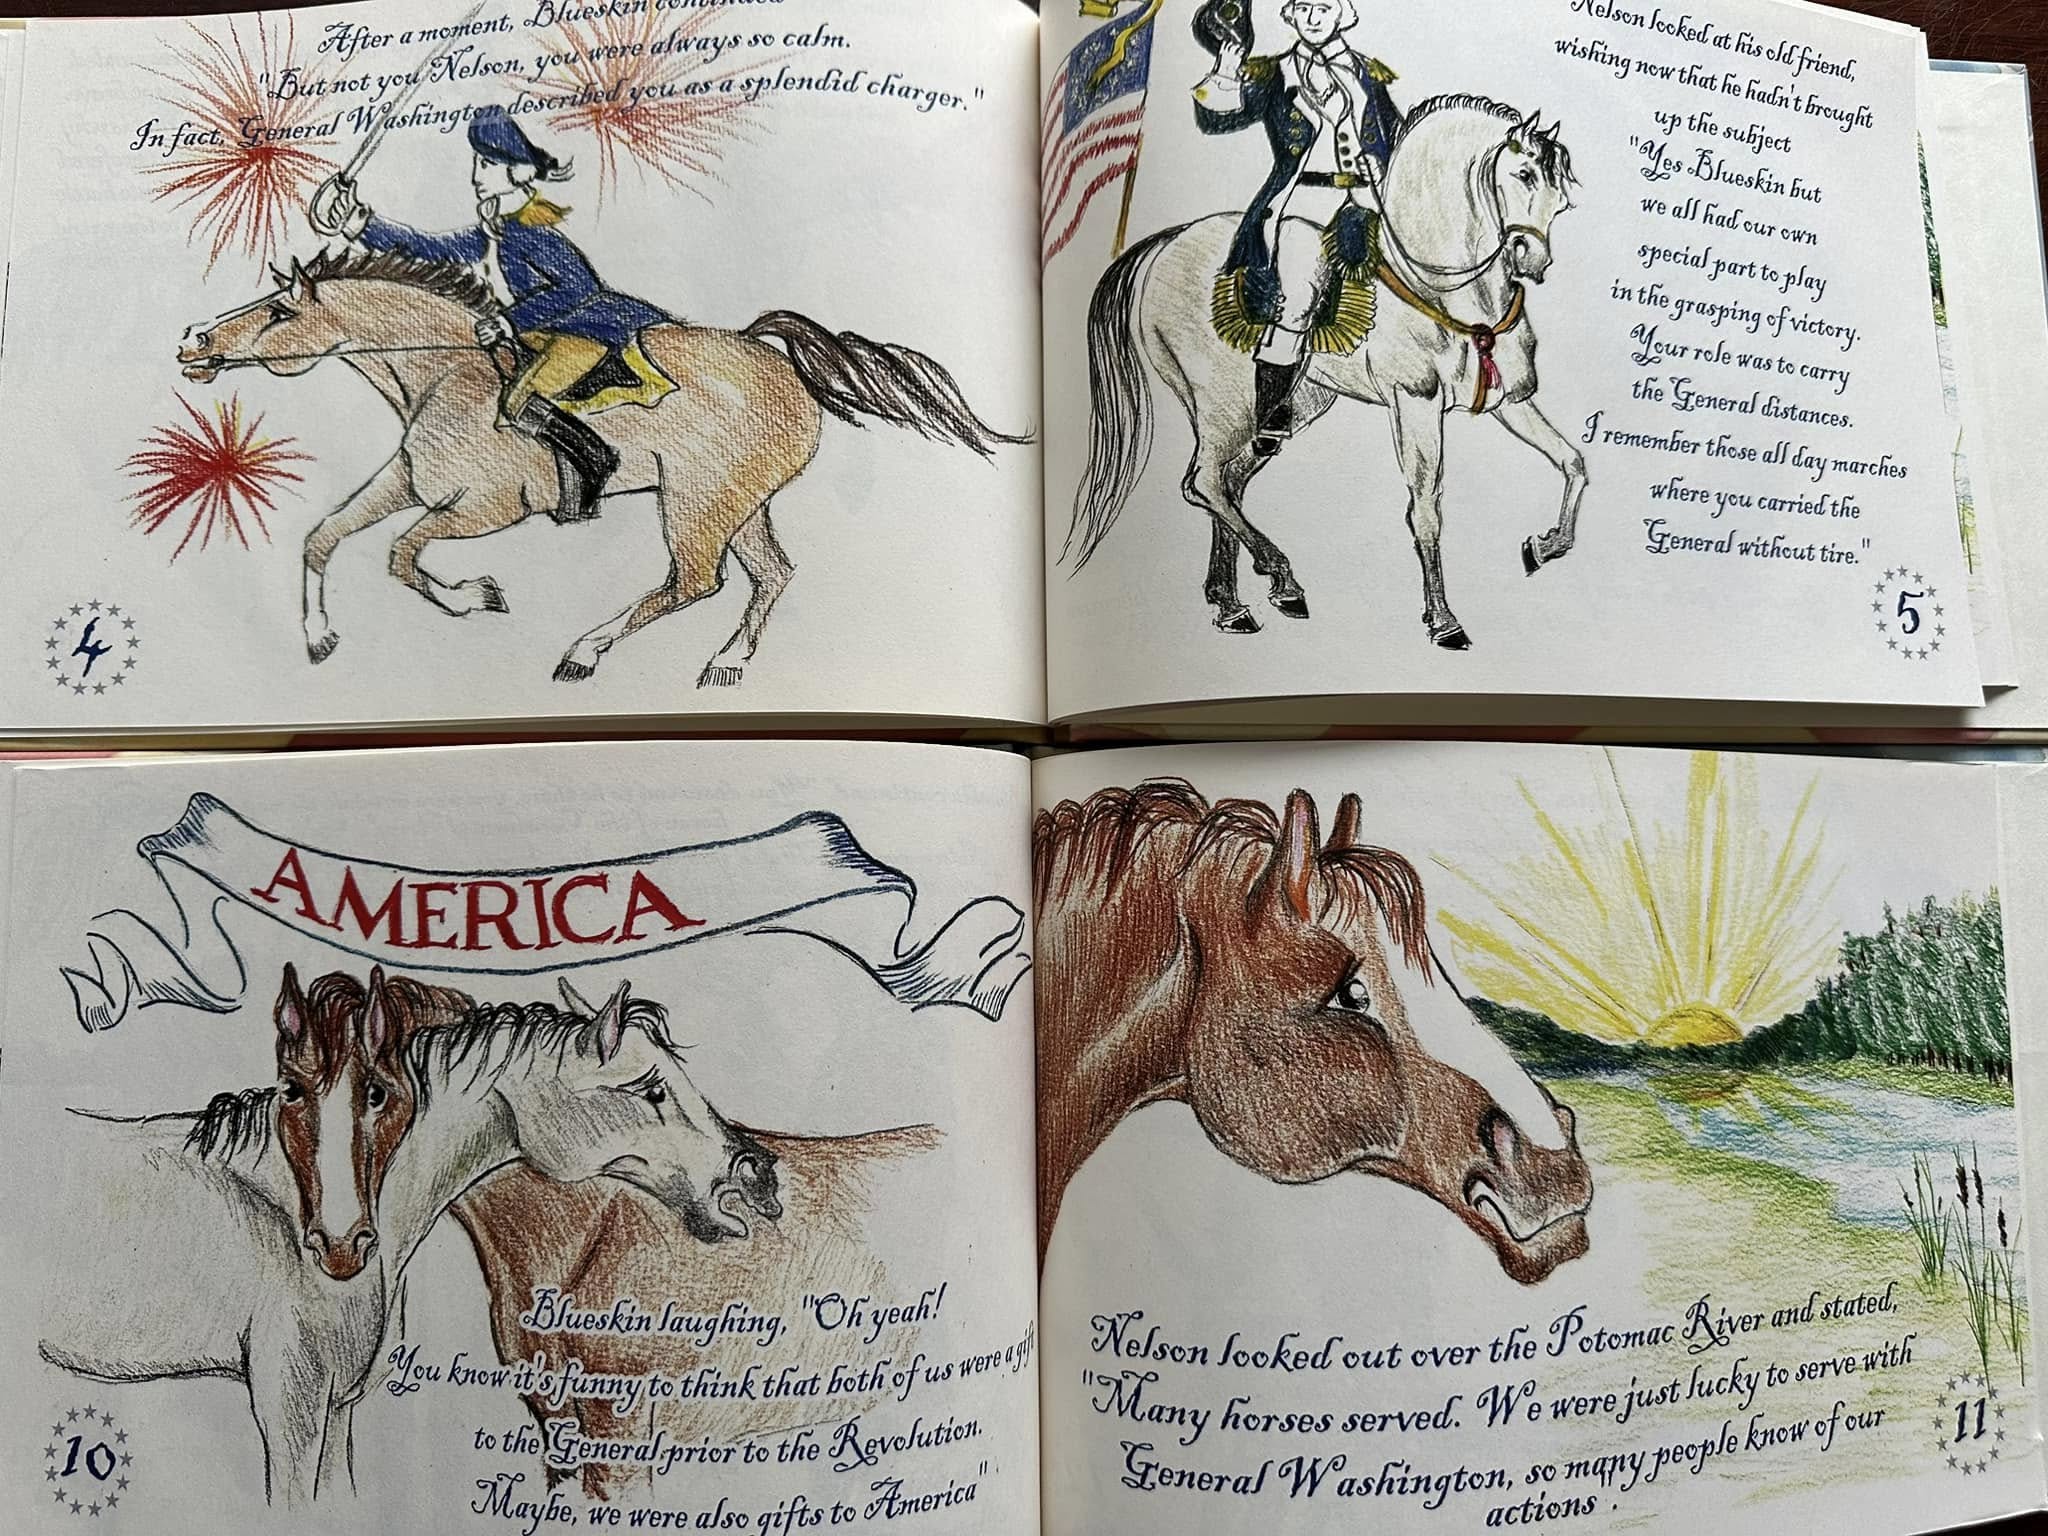 After a moment, Blueskin continued
"But not you Nelson, you were always so calm.
In fact, General Washington described you as a splendid charger."
4
Nelson looked at his old friend,
wishing now that he hadn't brought
up the subject
"Yes Blueskin but
we all had our own
special part to play
in the grasping of victory.
Your role was to carry
the General distances.
I remember those all day marches
where you carried the
General without tire."
5
AMERICA
Blueskin laughing, "Oh yeah!
You know it's funny to think that both of us were a gift
to the General prior to the Revolution.
Maybe, we were also gifts to America"
10
Nelson looked out over the Potomac River and stated,
"Many horses served. We were just lucky to serve with
General Washington, so many people know of our
actions".
11